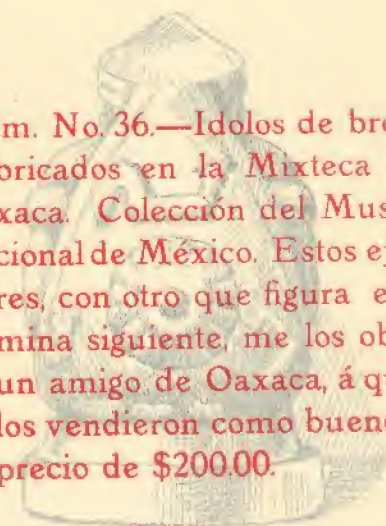 m. No. 36.—Idolos de bro
bricados en la Mixteca
xaca. Colección del Mus
cional de México. Estos ej
res, con otro que figura e
mina siguiente, me los ob
un amigo de Oaxaca, á qu
los vendieron como buen
precio de $200.00.